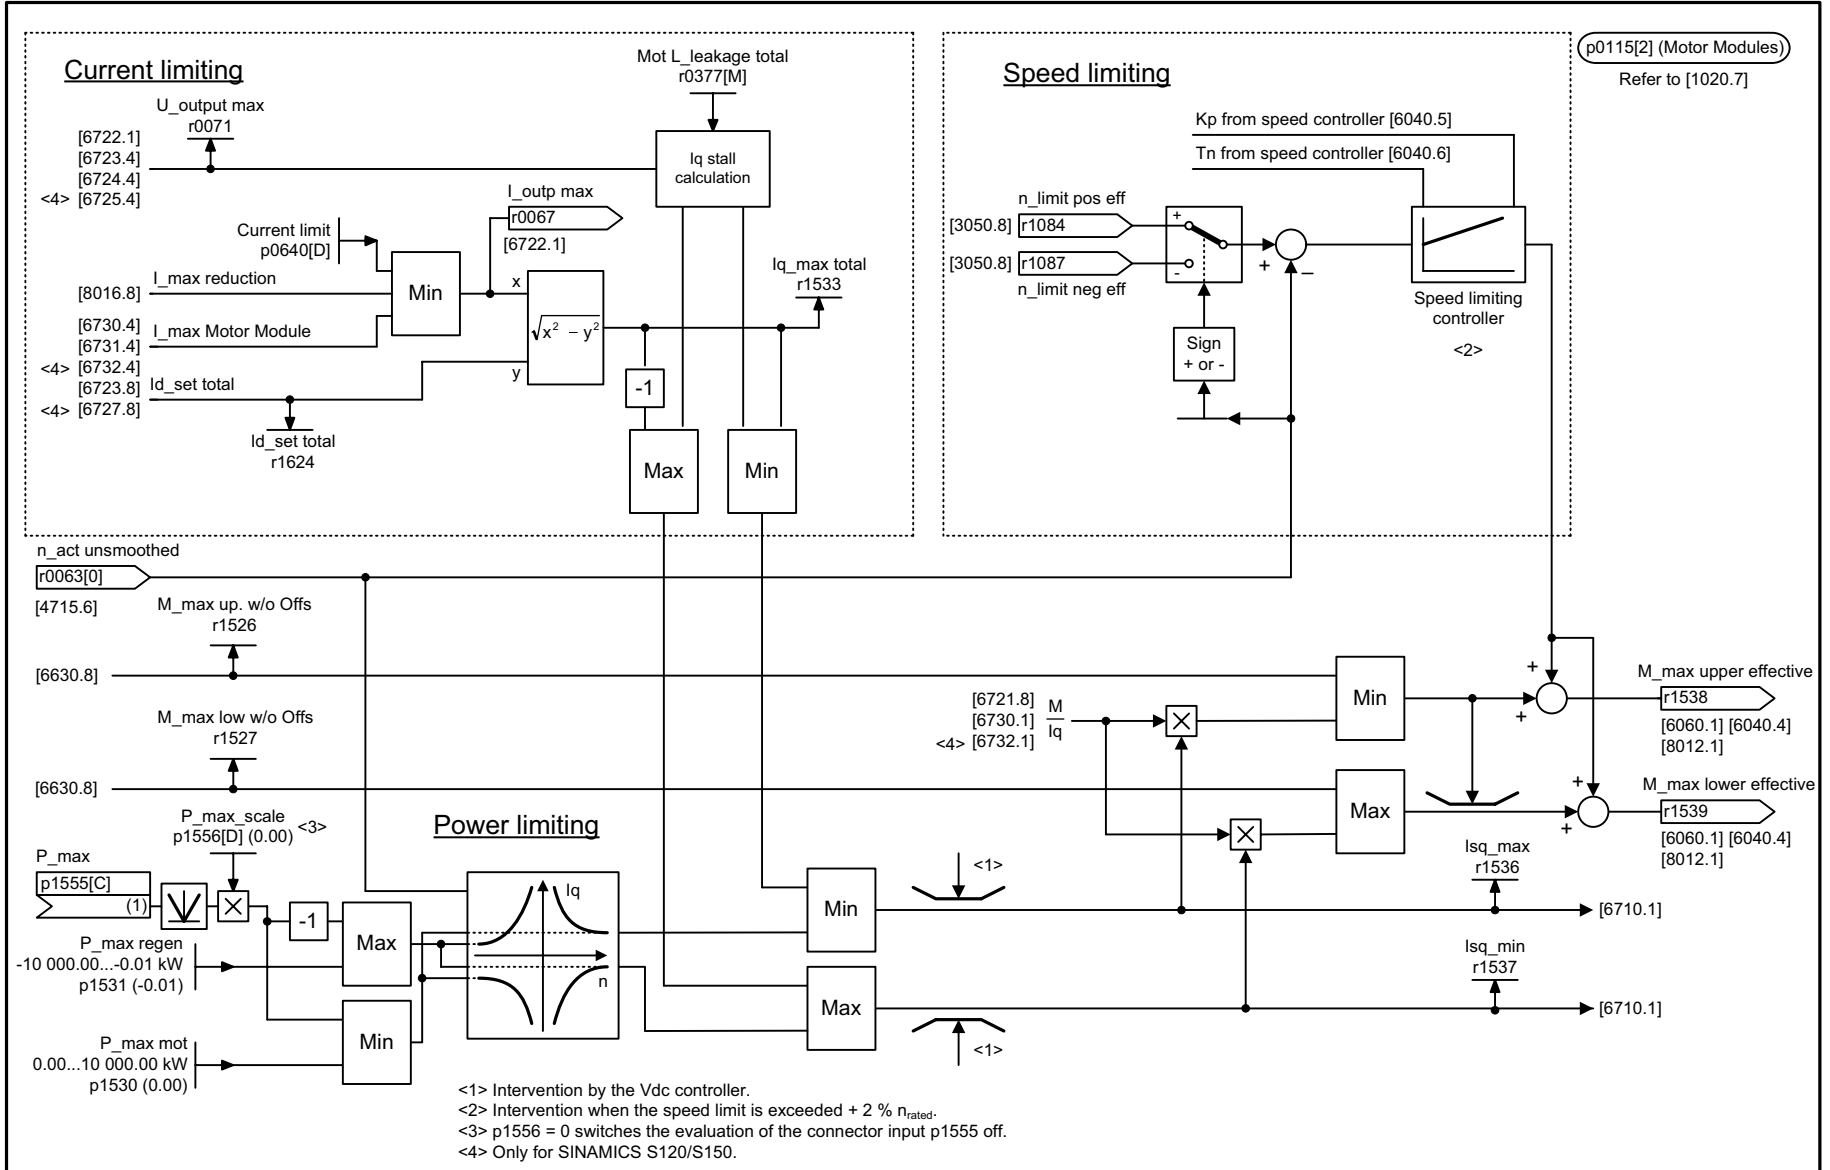 Current limiting
Mot L_leakage total
r0377[M]
U_output max
r0071
[6722.1]
[6723.4]
[6724.4]
<4> [6725.4]
Iq stall
calculation
I_outp max
r0067
[6722.1]
Current limit
p0640[D]
I_max reduction
[8016.8]
Min
x
√x² – y²
y
Iq_max total
r1533
[6730.4]
[6731.4]
<4> [6732.4]
[6723.8]
<4> [6727.8]
I_max Motor Module
Id_set total
Id_set total
r1624
-1
Max
Min
Speed limiting
p0115[2] (Motor Modules)
Refer to [1020.7]
Kp from speed controller [6040.5]
Tn from speed controller [6040.6]
n_limit pos eff
[3050.8] r1084
[3050.8] r1087
n_limit neg eff
+
-
+
–
Sign
+ or -
Speed limiting
controller
<2>
n_act unsmoothed
r0063[0]
[4715.6]
M_max up. w/o Offs
r1526
[6630.8]
M_max low w/o Offs
r1527
[6630.8]
[6721.8]
[6730.1]
<4> [6732.1]
M
Iq
×
×
Min
Max
+
+
+
+
M_max upper effective
r1538
[6060.1] [6040.4]
[8012.1]
M_max lower effective
r1539
[6060.1] [6040.4]
[8012.1]
P_max_scale
p1556[D] (0.00) <3>
Power limiting
P_max
p1555[C]
(1)
×
-1
Max
P_max regen
-10 000.00...-0.01 kW
p1531 (-0.01)
Min
P_max mot
0.00...10 000.00 kW
p1530 (0.00)
Iq
n
Min
Max
<1>
<1>
Isq_max
r1536
[6710.1]
Isq_min
r1537
[6710.1]
<1> Intervention by the Vdc controller.
<2> Intervention when the speed limit is exceeded + 2 % nrated.
<3> p1556 = 0 switches the evaluation of the connector input p1555 off.
<4> Only for SINAMICS S120/S150.